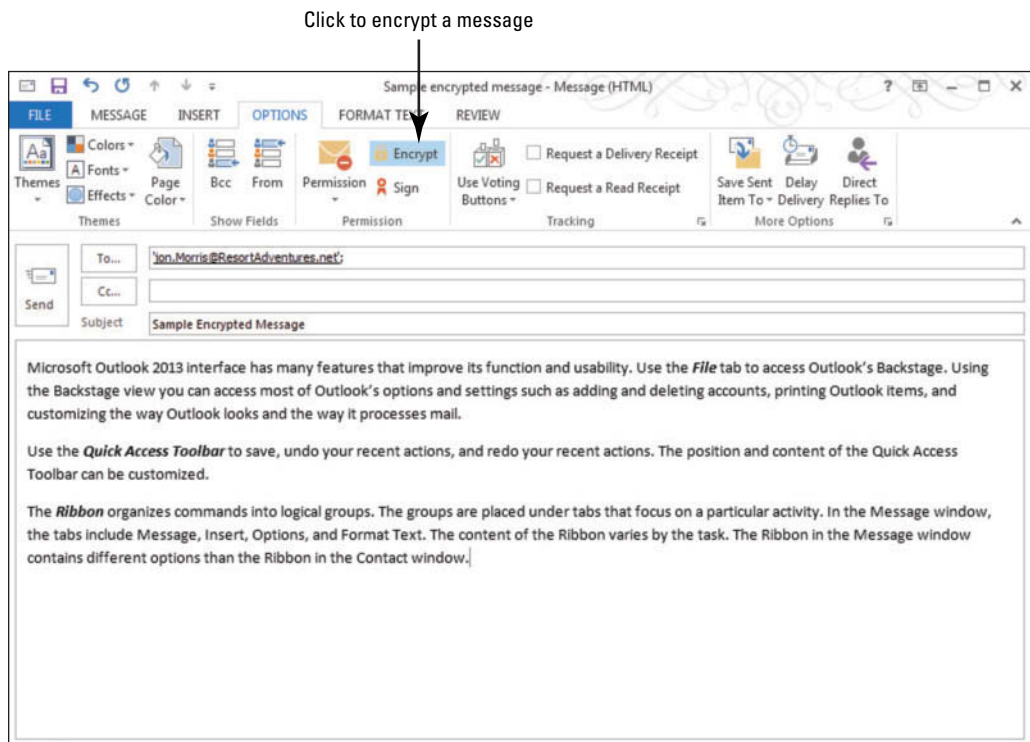 Click to encrypt a message
Sample encrypted message - Message (HTML)
?
FILE MESSAGE INSERT OPTIONS FORMAT TEXT REVIEW
Aa Colors Encrypt Request a Delivery Receipt
A Fonts Sign Request a Read Receipt
Themes Effects Page Color Bcc From Permission Use Voting Buttons Save Sent Item To Delay Delivery Direct Replies To
Themes Show Fields Permission Tracking More Options
To... 'jon.Morris@ResortAdventures.net';
Cc...
Send
Subject Sample Encrypted Message
Microsoft Outlook 2013 interface has many features that improve its function and usability. Use the File tab to access Outlook's Backstage. Using
the Backstage view you can access most of Outlook's options and settings such as adding and deleting accounts, printing Outlook items, and
customizing the way Outlook looks and the way it processes mail.
Use the Quick Access Toolbar to save, undo your recent actions, and redo your recent actions. The position and content of the Quick Access
Toolbar can be customized.
The Ribbon organizes commands into logical groups. The groups are placed under tabs that focus on a particular activity. In the Message window,
the tabs include Message, Insert, Options, and Format Text. The content of the Ribbon varies by the task. The Ribbon in the Message window
contains different options than the Ribbon in the Contact window.